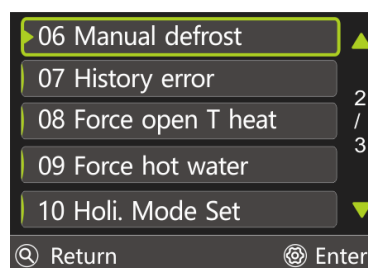 06 Manual defrost
07 History error
08 Force open T heat
09 Force hot water
10 Holi. Mode Set
2
/
3
Return Enter